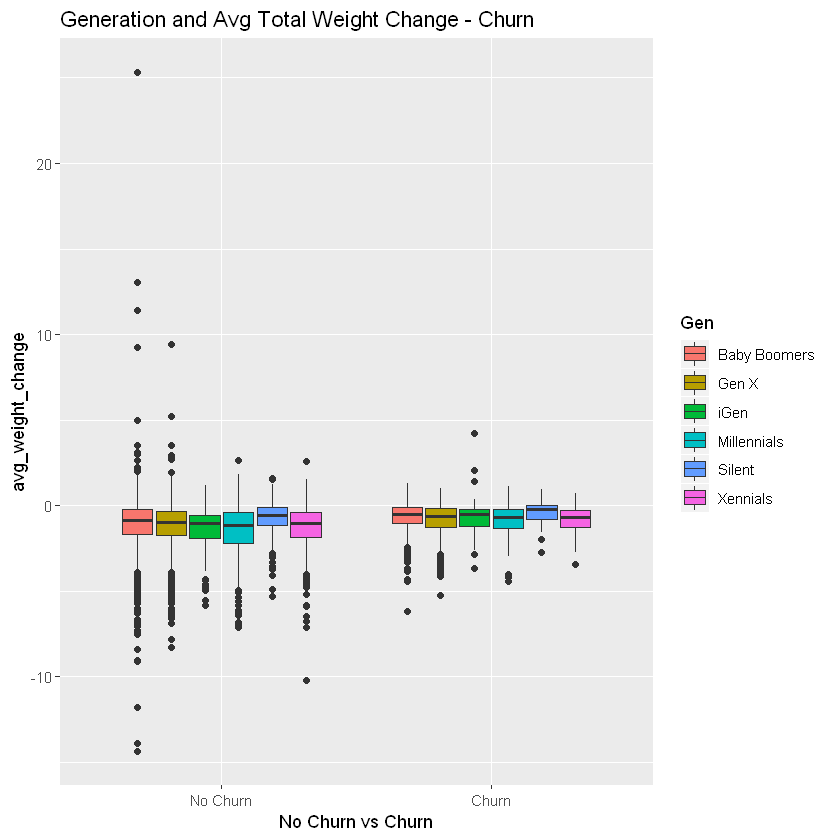 Generation and Avg Total Weight Change - Churn
avg_weight_change
20
10
0
-10
No Churn
Churn
No Churn vs Churn
Gen
Baby Boomers
Gen X
iGen
Millennials
Silent
Xennials